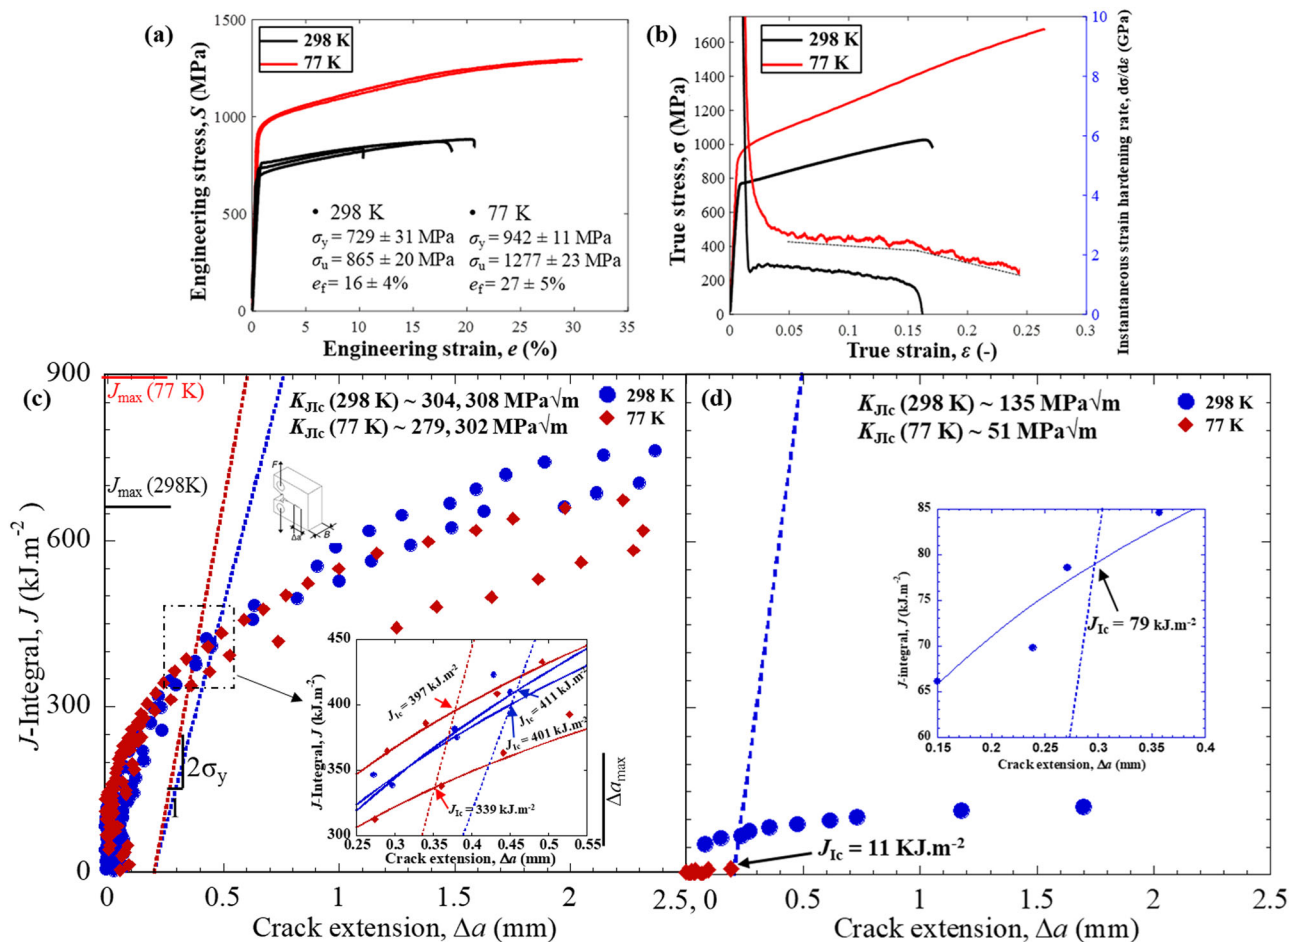 (a)
1500
1000
500
0
0 5 10 15 20 25 30 35
Engineering stress, S (MPa)
Engineering strain, e (%)
298 K
77 K
• 298 K
σy = 729 ± 31 MPa
σu = 865 ± 20 MPa
ef = 16 ± 4%
• 77 K
σy = 942 ± 11 MPa
σu = 1277 ± 23 MPa
ef = 27 ± 5%
(b)
1600
1400
1200
1000
800
600
400
200
0
0 0.05 0.1 0.15 0.2 0.25 0.3
True stress, σ (MPa)
True strain, ε (-)
298 K
77 K
10
8
6
4
2
0
Instantaneous strain hardening rate, dσ/dε (GPa)
(c)
900
600
300
0
0 0.5 1 1.5 2 2.5,
J-Integral, J (kJ.m-2)
Crack extension, Δa (mm)
Jmax (77 K)
Jmax (298K)
KJIc (298 K) ~ 304, 308 MPa√m
KJIc (77 K) ~ 279, 302 MPa√m
298 K
77 K
F
Δa
B
2σy
1
Δamax
450
400
350
300
0.25 0.3 0.35 0.4 0.45 0.5 0.55
J-Integral, J (kJ.m-2)
Crack extension, Δa (mm)
JIc = 397 kJ.m-2
JIc = 411 kJ.m-2
JIc = 401 kJ.m-2
JIc = 339 kJ.m-2
(d)
KJIc (298 K) ~ 135 MPa√m
KJIc (77 K) ~ 51 MPa√m
298 K
77 K
85
80
75
70
65
60
0.15 0.2 0.25 0.3 0.35 0.4
J-integral, J (kJ.m-2)
Crack extension, Δa (mm)
JIc = 79 kJ.m-2
JIc = 11 KJ.m-2
0 0.5 1 1.5 2 2.5
Crack extension, Δa (mm)